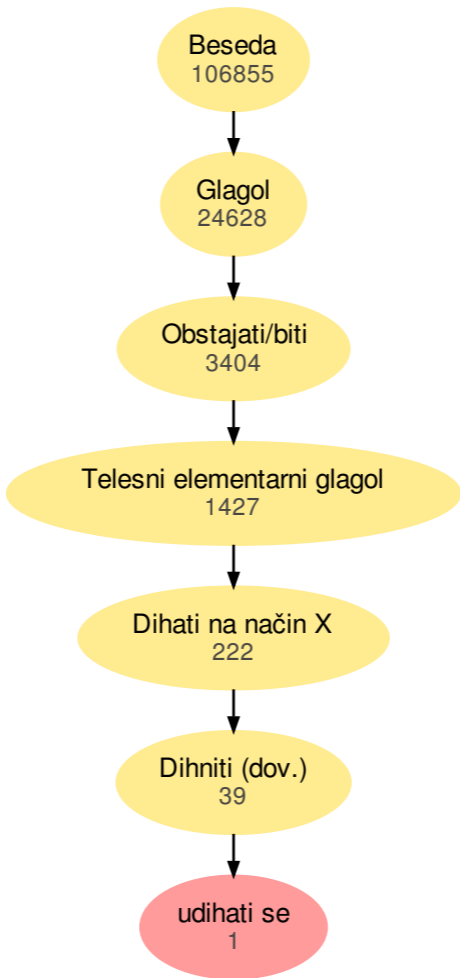 Beseda
106855
Glagol
24628
Obstajati/biti
3404
Telesni elementarni glagol
1427
Dihati na način X
222
Dihniti (dov.)
39
udihati se
1